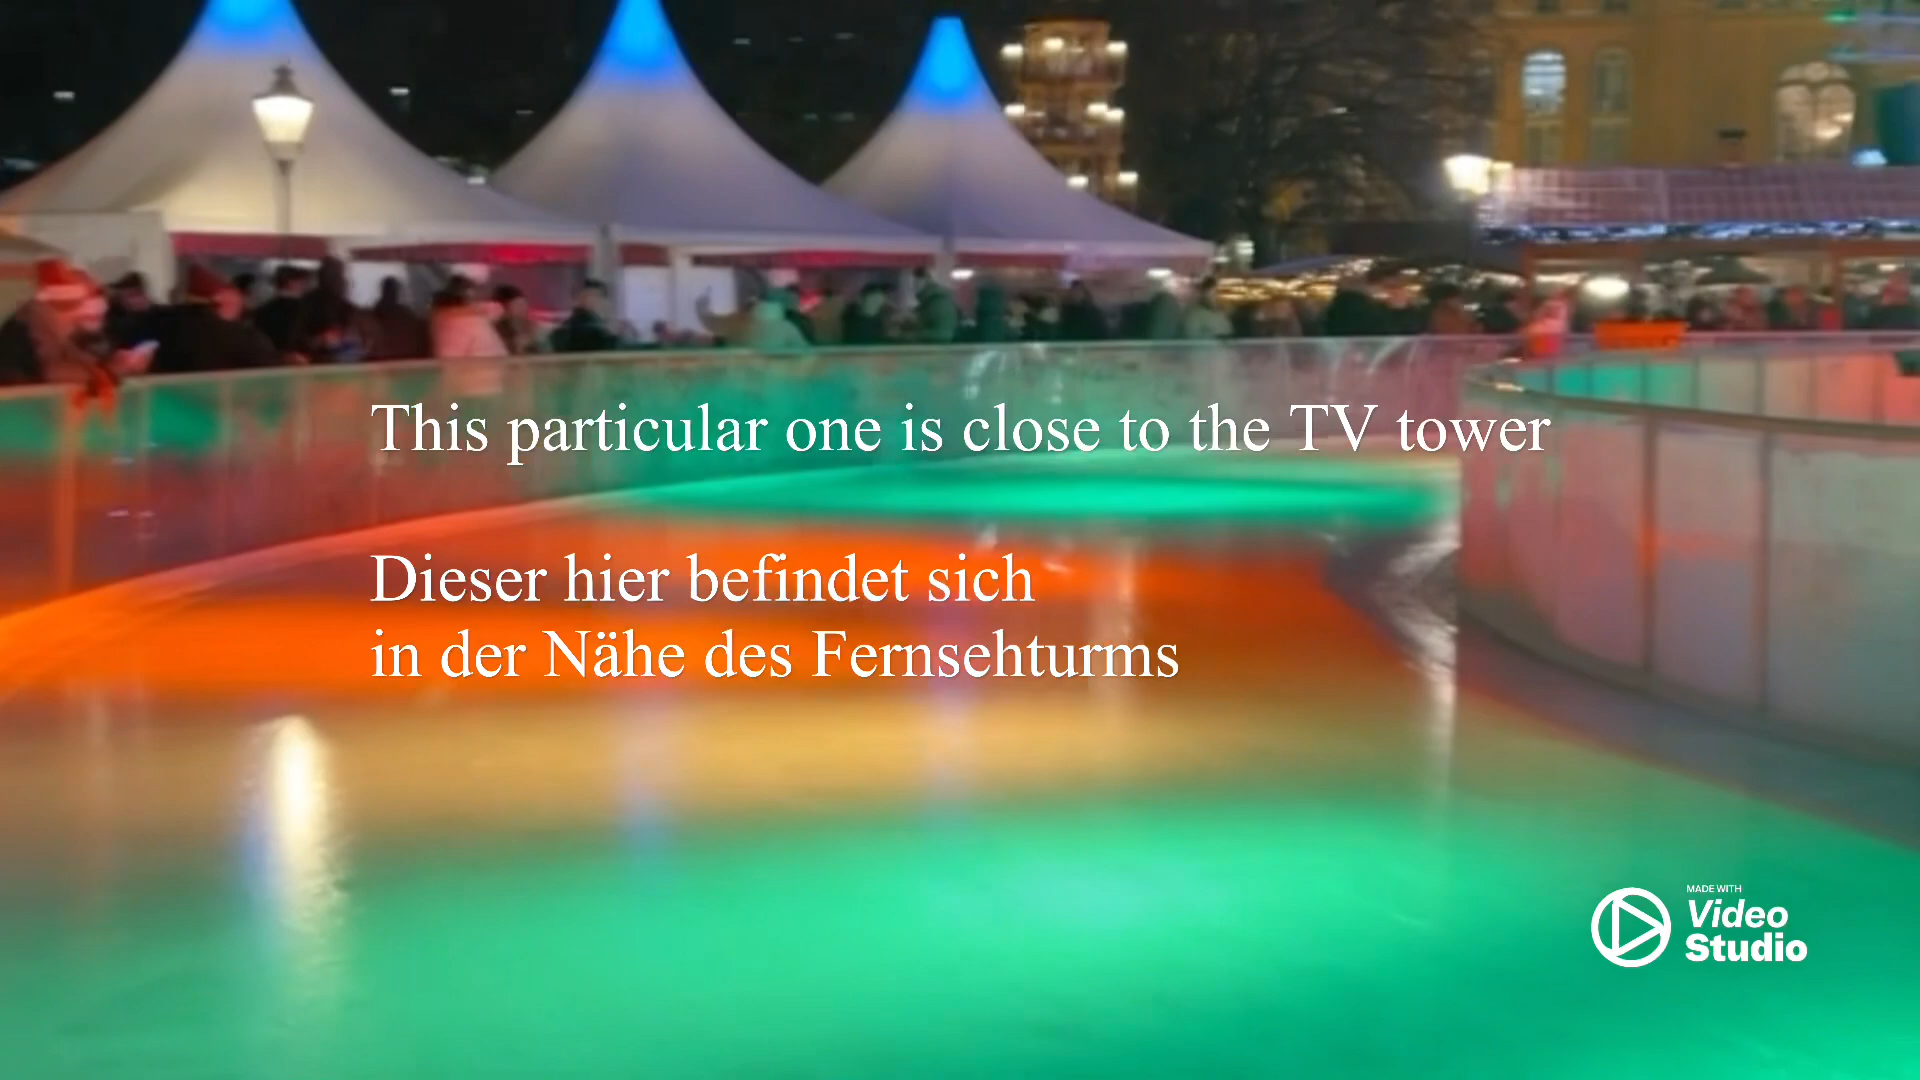 This particular one is close to the TV tower
Dieser hier befindet sich
in der Nähe des Fernsehturms
MADE WITH
Video
Studio